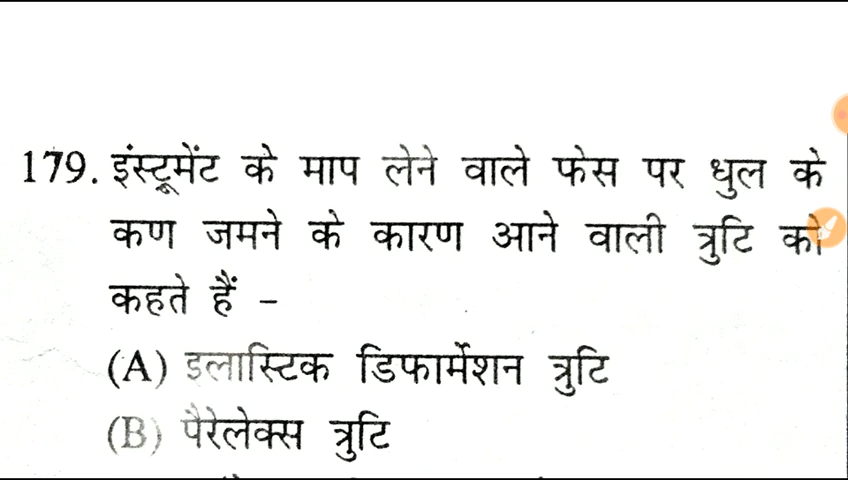 179. इंस्ट्रूमेंट के माप लेने वाले फेस पर धुल के
कण जमने के कारण आने वाली त्रुटि को
कहते हैं -
(A) इलास्टिक डिफार्मेशन त्रुटि
(B) पैरेलेक्स त्रुटि